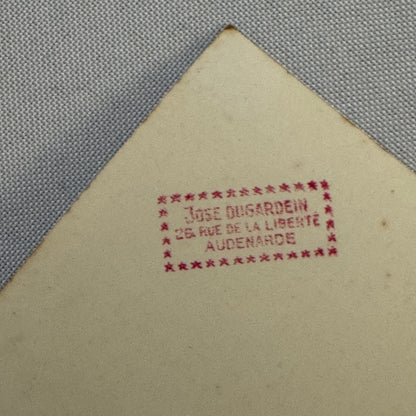 JOSE DUGARDEIN
26 RUE DE LA LIBERTÉ
AUDENARDE